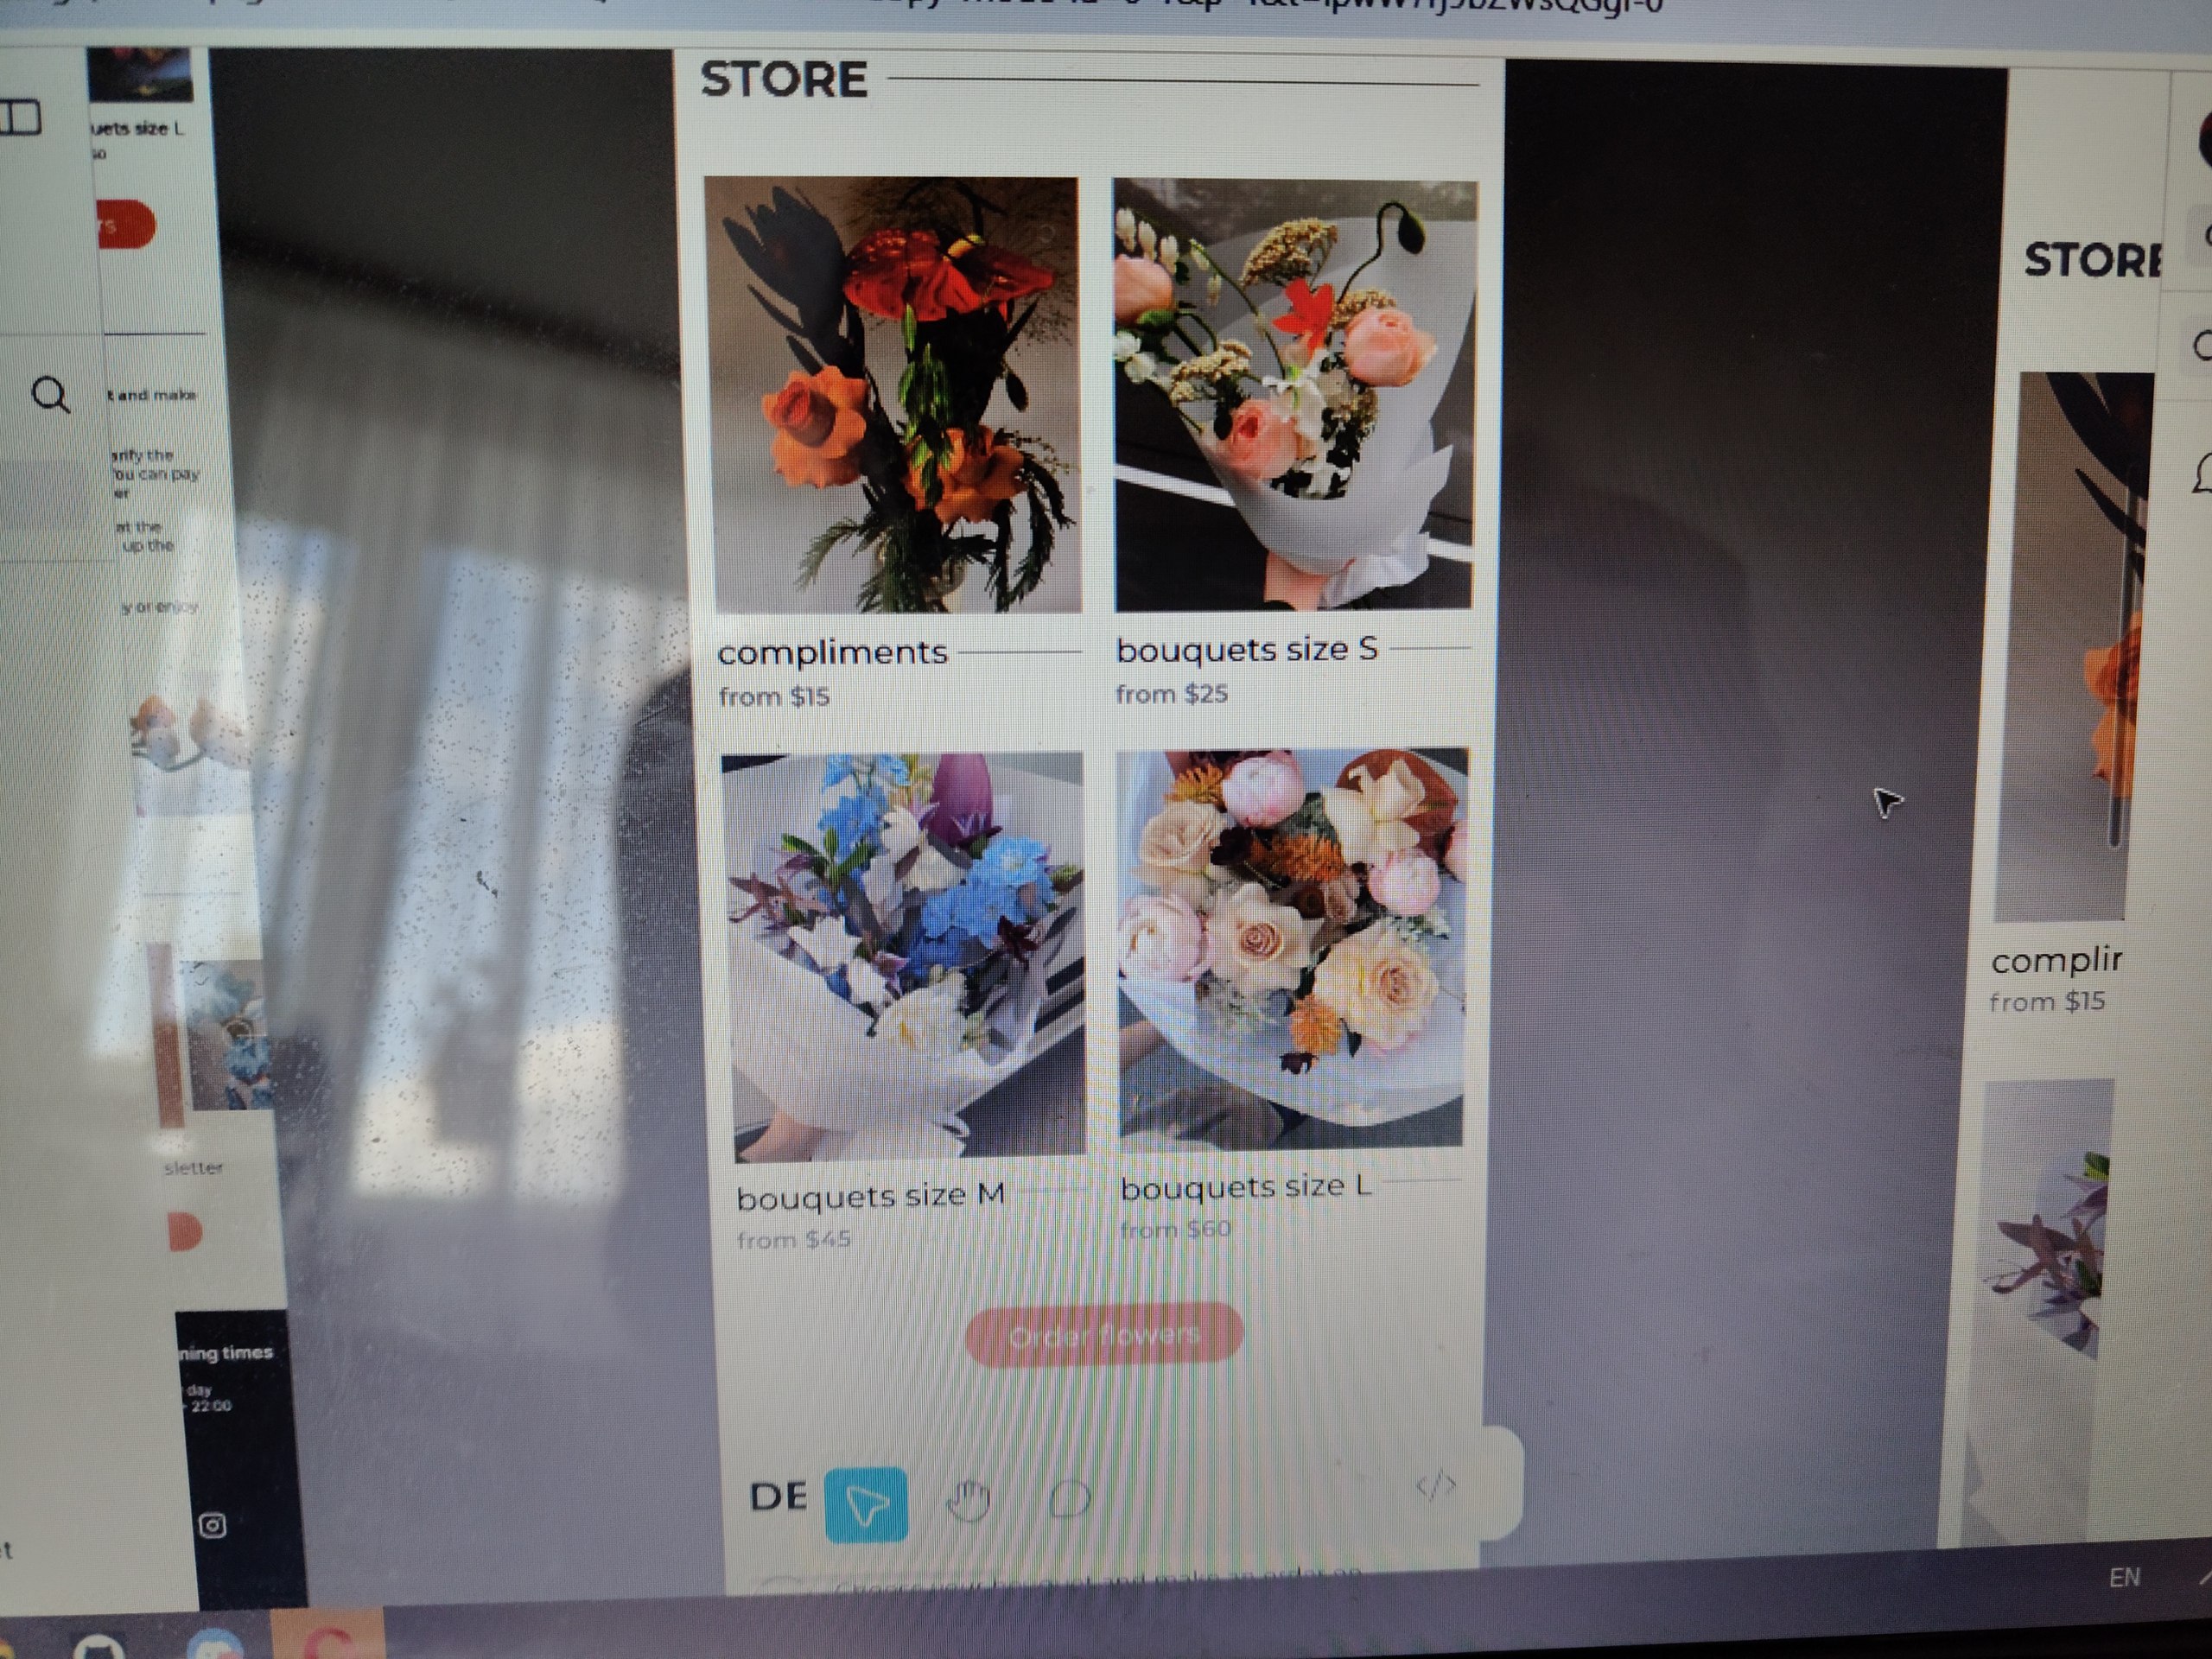 STORE
compliments
from $15
bouquets size S
from $25
bouquets size M
from $45
bouquets size L
from $60
Order flowers
DE
</>
uets size L
t and make
arify the
You can pay
er
at the
up the
y or enjoy
sletter
ning times
day
- 22:00
STORE
complir
from $15
EN